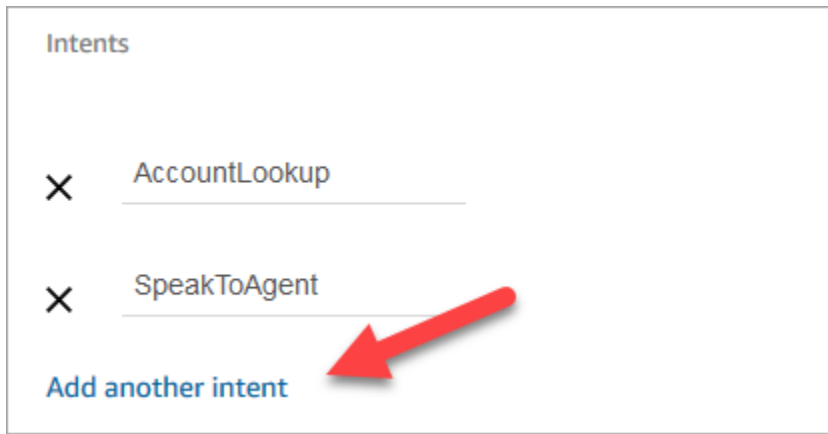 Intents
AccountLookup
SpeakToAgent
Add another intent